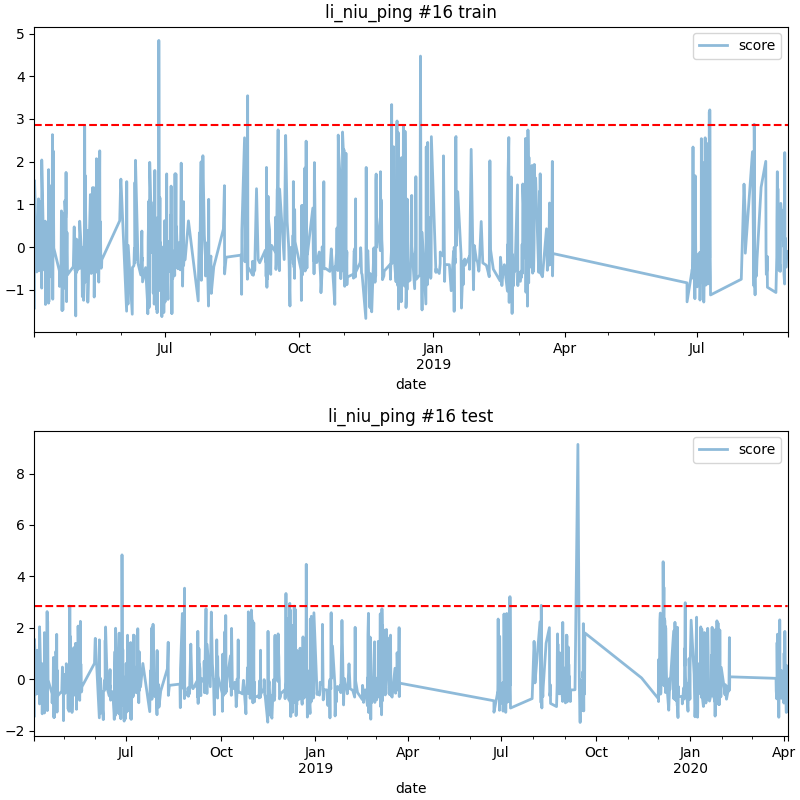 li_niu_ping #16 train
score
5
4
3
2
1
0
−1
Jul
Oct
Jan
2019
Apr
Jul
date
li_niu_ping #16 test
score
8
6
4
2
0
−2
Jul
Oct
Jan
2019
Apr
Jul
Oct
Jan
2020
Apr
date